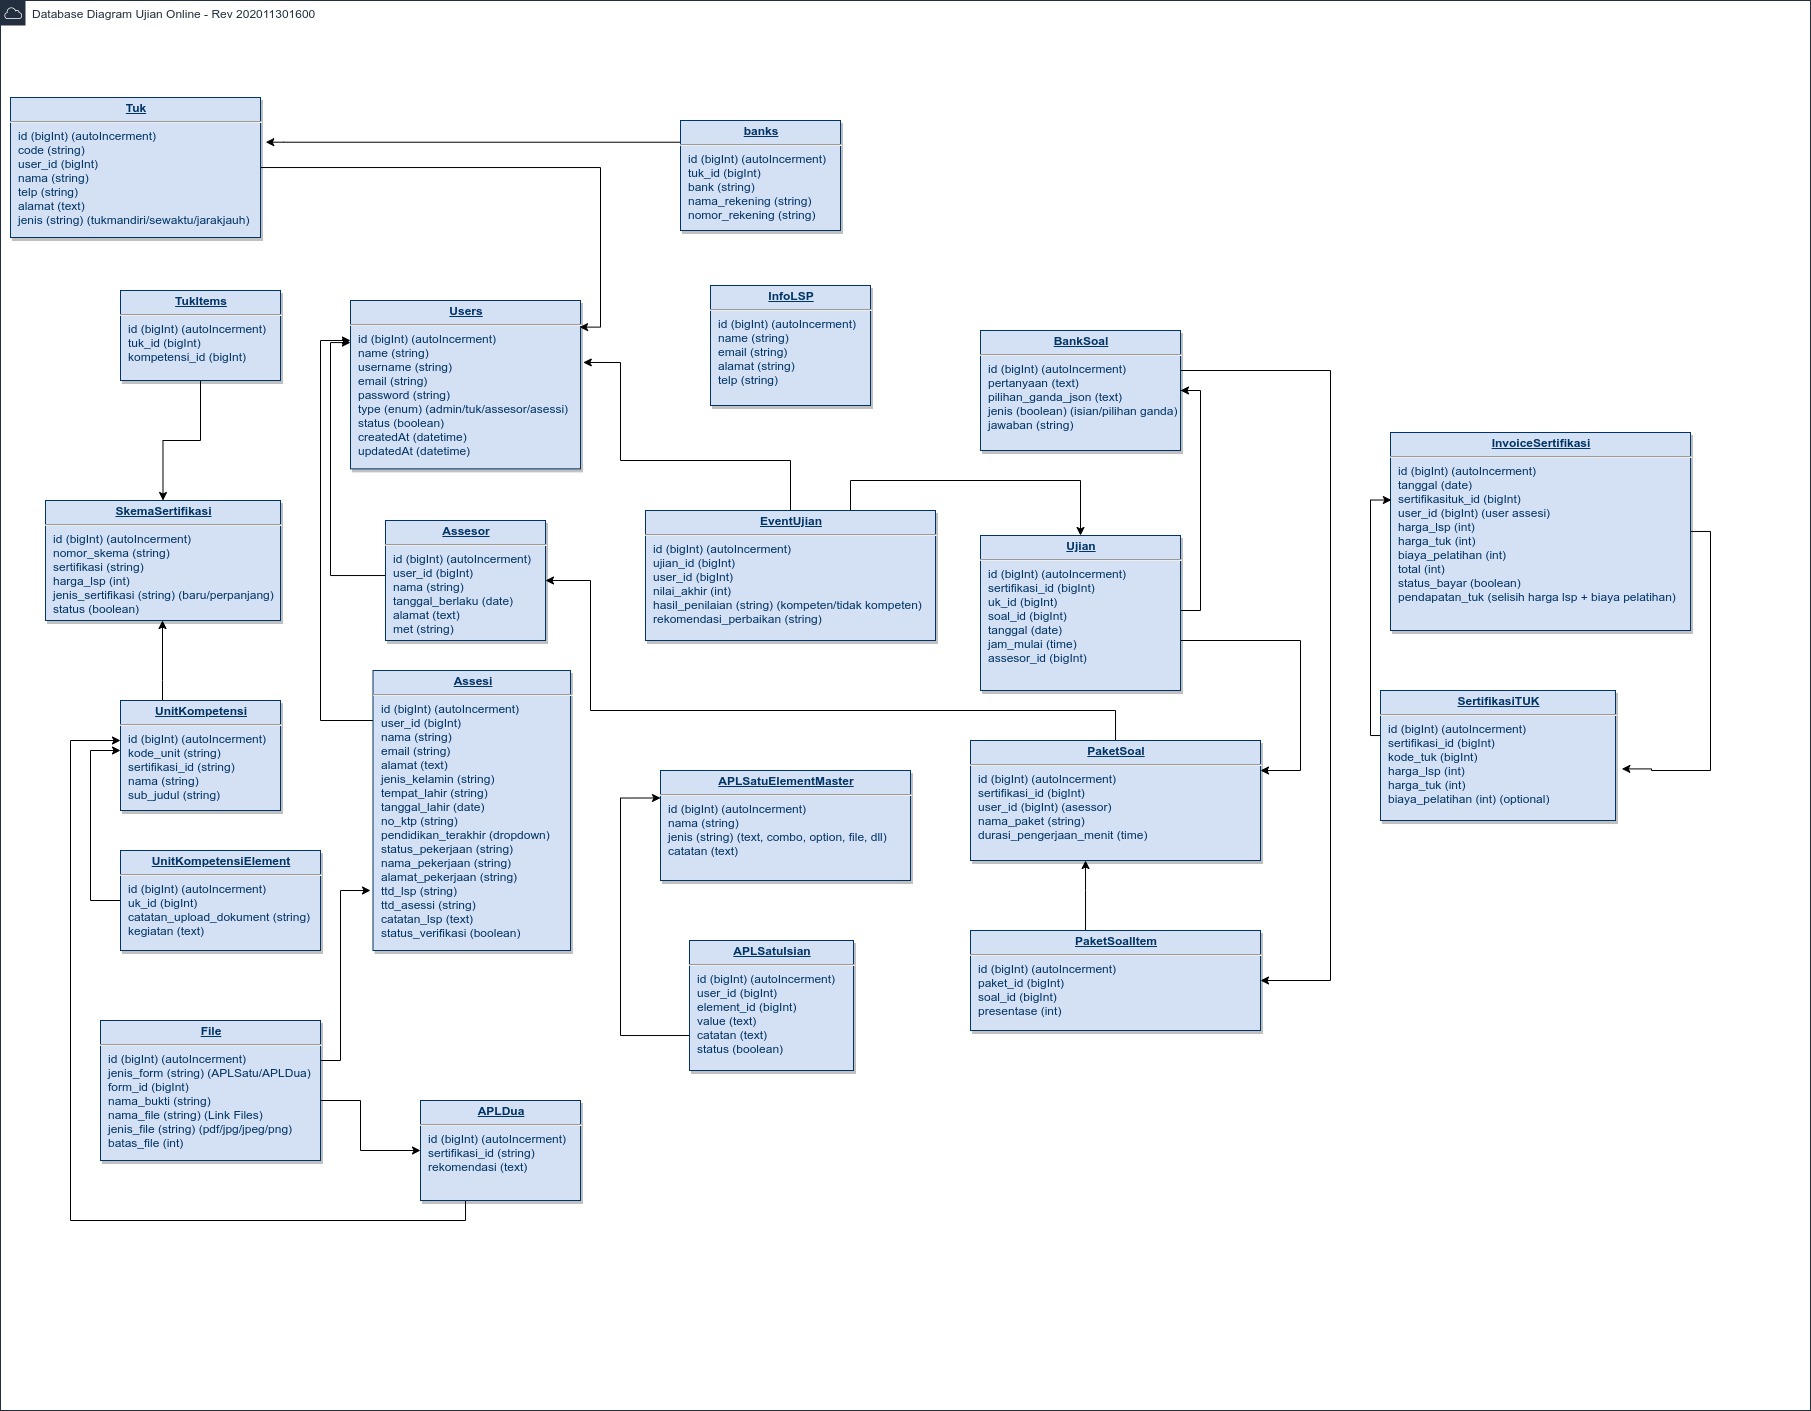 Database Diagram Ujian Online - Rev 202011301600
Tuk
id (bigInt) (autoIncerment)
code (string)
user_id (bigInt)
nama (string)
telp (string)
alamat (text)
jenis (string) (tukmandiri/sewaktu/jarakjauh)
banks
id (bigInt) (autoIncerment)
tuk_id (bigInt)
bank (string)
nama_rekening (string)
nomor_rekening (string)
TukItems
id (bigInt) (autoIncerment)
tuk_id (bigInt)
kompetensi_id (bigInt)
Users
id (bigInt) (autoIncerment)
name (string)
username (string)
email (string)
password (string)
type (enum) (admin/tuk/assesor/asessi)
status (boolean)
createdAt (datetime)
updatedAt (datetime)
InfoLSP
id (bigInt) (autoIncerment)
name (string)
email (string)
alamat (string)
telp (string)
BankSoal
id (bigInt) (autoIncerment)
pertanyaan (text)
pilihan_ganda_json (text)
jenis (boolean) (isian/pilihan ganda)
jawaban (string)
InvoiceSertifikasi
id (bigInt) (autoIncerment)
tanggal (date)
sertifikasituk_id (bigInt)
user_id (bigInt) (user assesi)
harga_lsp (int)
harga_tuk (int)
biaya_pelatihan (int)
total (int)
status_bayar (boolean)
pendapatan_tuk (selisih harga lsp + biaya pelatihan)
SkemaSertifikasi
id (bigInt) (autoIncerment)
nomor_skema (string)
sertifikasi (string)
harga_lsp (int)
jenis_sertifikasi (string) (baru/perpanjang)
status (boolean)
Assesor
id (bigInt) (autoIncerment)
user_id (bigInt)
nama (string)
tanggal_berlaku (date)
alamat (text)
met (string)
EventUjian
id (bigInt) (autoIncerment)
ujian_id (bigInt)
user_id (bigInt)
nilai_akhir (int)
hasil_penilaian (string) (kompeten/tidak kompeten)
rekomendasi_perbaikan (string)
Ujian
id (bigInt) (autoIncerment)
sertifikasi_id (bigInt)
uk_id (bigInt)
soal_id (bigInt)
tanggal (date)
jam_mulai (time)
assesor_id (bigInt)
Assesi
id (bigInt) (autoIncerment)
user_id (bigInt)
nama (string)
email (string)
alamat (text)
jenis_kelamin (string)
tempat_lahir (string)
tanggal_lahir (date)
no_ktp (string)
pendidikan_terakhir (dropdown)
status_pekerjaan (string)
nama_pekerjaan (string)
alamat_pekerjaan (string)
ttd_lsp (string)
ttd_asessi (string)
catatan_lsp (text)
status_verifikasi (boolean)
SertifikasiTUK
id (bigInt) (autoIncerment)
sertifikasi_id (bigInt)
kode_tuk (bigInt)
harga_lsp (int)
harga_tuk (int)
biaya_pelatihan (int) (optional)
UnitKompetensi
id (bigInt) (autoIncerment)
kode_unit (string)
sertifikasi_id (string)
nama (string)
sub_judul (string)
PaketSoal
id (bigInt) (autoIncerment)
sertifikasi_id (bigInt)
user_id (bigInt) (asessor)
nama_paket (string)
durasi_pengerjaan_menit (time)
APLSatuElementMaster
id (bigInt) (autoIncerment)
nama (string)
jenis (string) (text, combo, option, file, dll)
catatan (text)
UnitKompetensiElement
id (bigInt) (autoIncerment)
uk_id (bigInt)
catatan_upload_dokument (string)
kegiatan (text)
APLSatuIsian
id (bigInt) (autoIncerment)
user_id (bigInt)
element_id (bigInt)
value (text)
catatan (text)
status (boolean)
PaketSoalItem
id (bigInt) (autoIncerment)
paket_id (bigInt)
soal_id (bigInt)
presentase (int)
File
id (bigInt) (autoIncerment)
jenis_form (string) (APLSatu/APLDua)
form_id (bigInt)
nama_bukti (string)
nama_file (string) (Link Files)
jenis_file (string) (pdf/jpg/jpeg/png)
batas_file (int)
APLDua
id (bigInt) (autoIncerment)
sertifikasi_id (string)
rekomendasi (text)